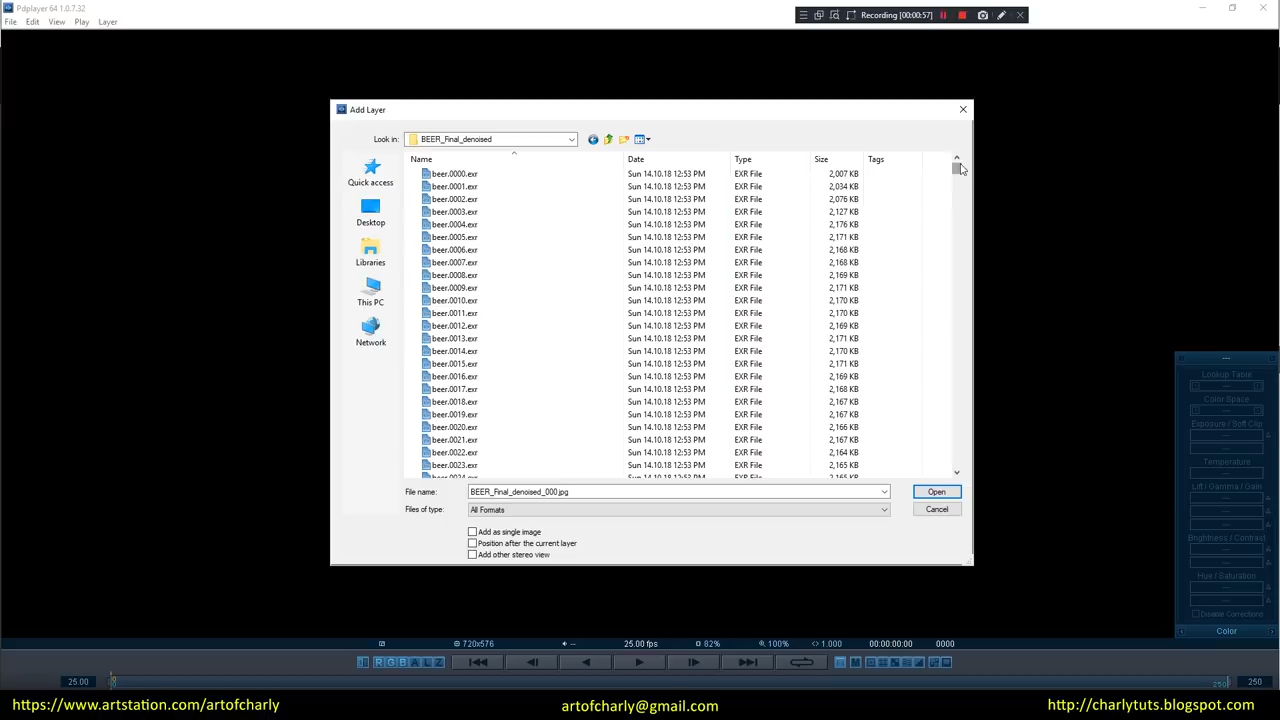 Pdplayer 64 1.0.7.32
File Edit View Play Layer
Recording [00:00:57]
Add Layer
Look in: BEER_Final_denoised
Name Date Type Size Tags
beer.0000.exr Sun 14.10.18 12:53 PM EXR File 2,007 KB
beer.0001.exr Sun 14.10.18 12:53 PM EXR File 2,034 KB
beer.0002.exr Sun 14.10.18 12:53 PM EXR File 2,076 KB
beer.0003.exr Sun 14.10.18 12:53 PM EXR File 2,127 KB
beer.0004.exr Sun 14.10.18 12:53 PM EXR File 2,176 KB
beer.0005.exr Sun 14.10.18 12:53 PM EXR File 2,171 KB
beer.0006.exr Sun 14.10.18 12:53 PM EXR File 2,168 KB
beer.0007.exr Sun 14.10.18 12:53 PM EXR File 2,168 KB
beer.0008.exr Sun 14.10.18 12:53 PM EXR File 2,169 KB
beer.0009.exr Sun 14.10.18 12:53 PM EXR File 2,171 KB
beer.0010.exr Sun 14.10.18 12:53 PM EXR File 2,170 KB
beer.0011.exr Sun 14.10.18 12:53 PM EXR File 2,170 KB
beer.0012.exr Sun 14.10.18 12:53 PM EXR File 2,169 KB
beer.0013.exr Sun 14.10.18 12:53 PM EXR File 2,171 KB
beer.0014.exr Sun 14.10.18 12:53 PM EXR File 2,170 KB
beer.0015.exr Sun 14.10.18 12:53 PM EXR File 2,171 KB
beer.0016.exr Sun 14.10.18 12:53 PM EXR File 2,169 KB
beer.0017.exr Sun 14.10.18 12:53 PM EXR File 2,168 KB
beer.0018.exr Sun 14.10.18 12:53 PM EXR File 2,167 KB
beer.0019.exr Sun 14.10.18 12:53 PM EXR File 2,167 KB
beer.0020.exr Sun 14.10.18 12:53 PM EXR File 2,166 KB
beer.0021.exr Sun 14.10.18 12:53 PM EXR File 2,167 KB
beer.0022.exr Sun 14.10.18 12:53 PM EXR File 2,164 KB
beer.0023.exr Sun 14.10.18 12:53 PM EXR File 2,165 KB
Quick access
Desktop
Libraries
This PC
Network
File name: BEER_Final_denoised_000.jpg Open
Files of type: All Formats Cancel
Add as single image
Position after the current layer
Add other stereo view
Lookup Table
Color Space
Exposure / Soft Clip
Temperature
Lift / Gamma / Gain
Brightness / Contrast
Hue / Saturation
Disable Corrections
Color
720x576 25.00 fps 82% 100% 1.000 00:00:00:00 0000
R G B A L Z
25.00 0 250 250
https://www.artstation.com/artofcharly artofcharly@gmail.com http://charlytuts.blogspot.com